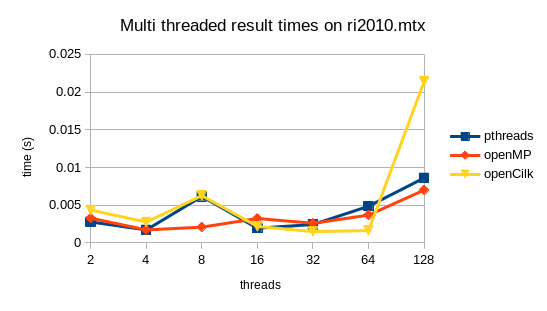 Multi threaded result times on ri2010.mtx
0.025
0.02
0.015
0.01
0.005
0
time (s)
2 4 8 16 32 64 128
threads
pthreads
openMP
openCilk